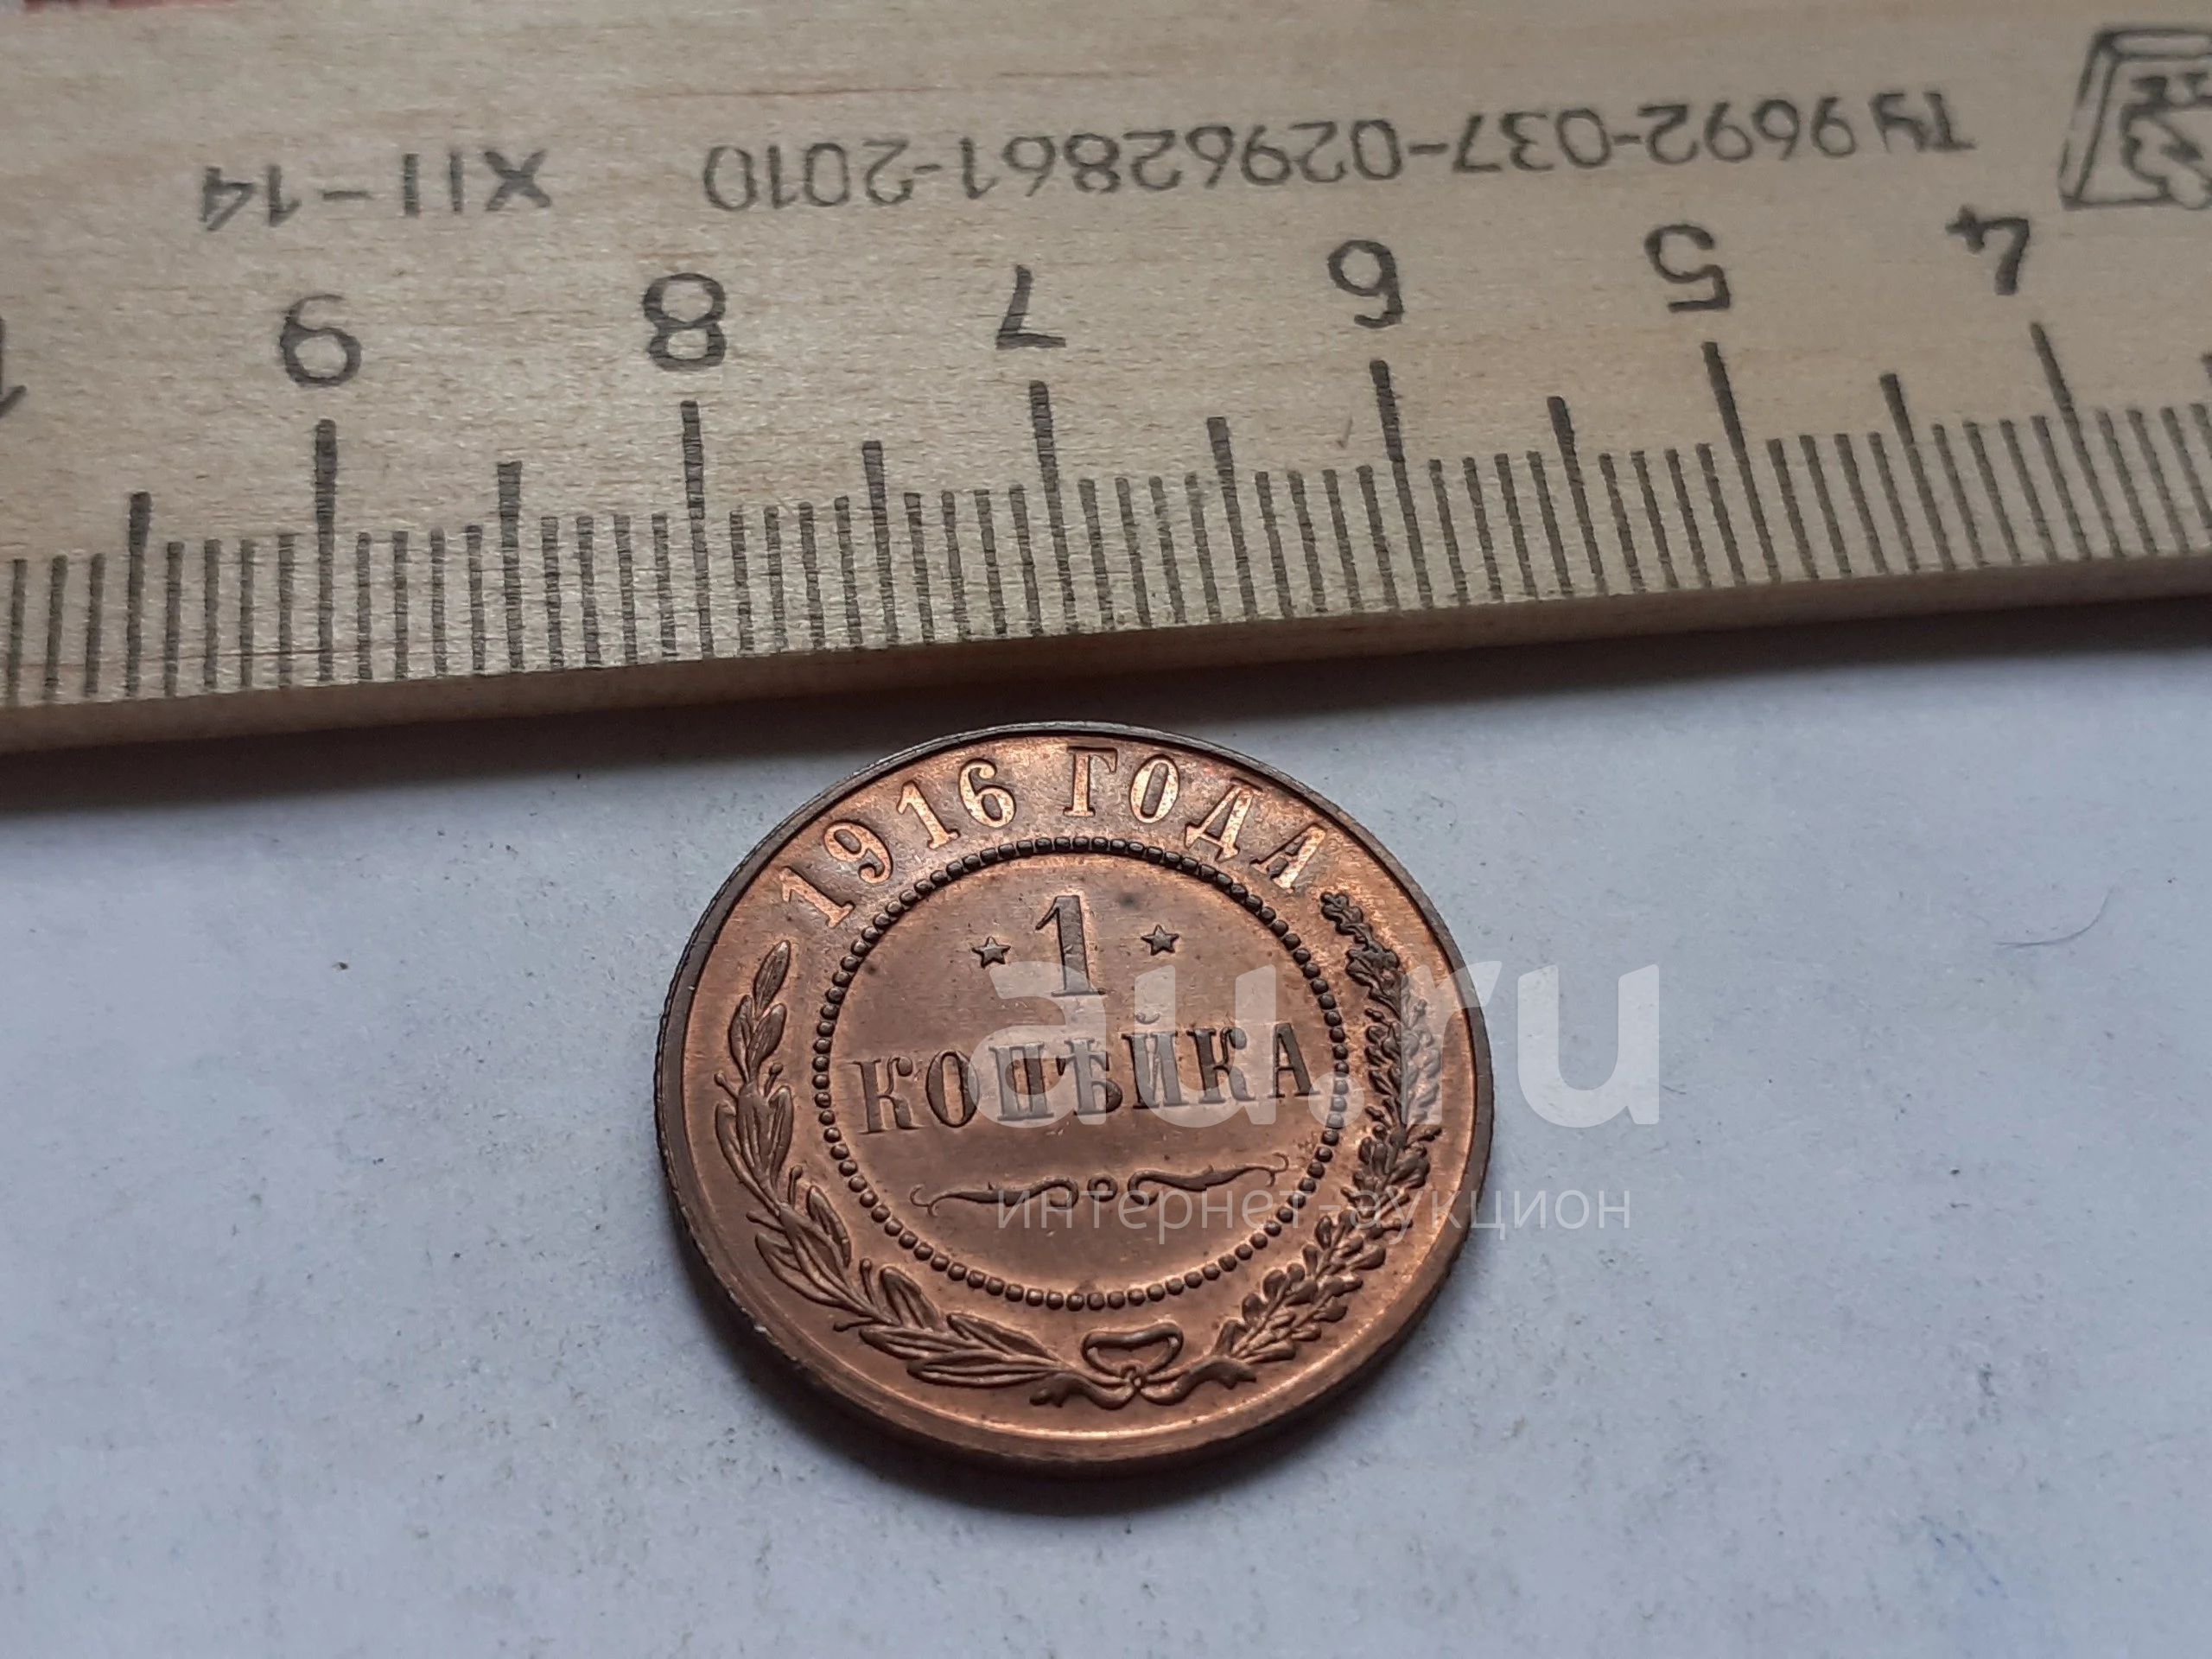 ТУ 9692-037-02962861-2010 XII-14
4 5 6 7 8 9 1
1916 ГОДА
1
КОПѢЙКА
au.ru
интернет-аукцион